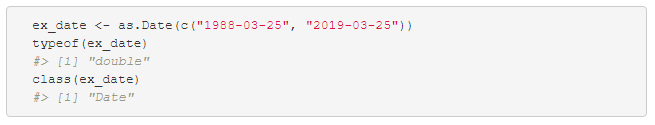 ex_date <- as.Date(c("1988-03-25", "2019-03-25"))
typeof(ex_date)
#> [1] "double"
class(ex_date)
#> [1] "Date"